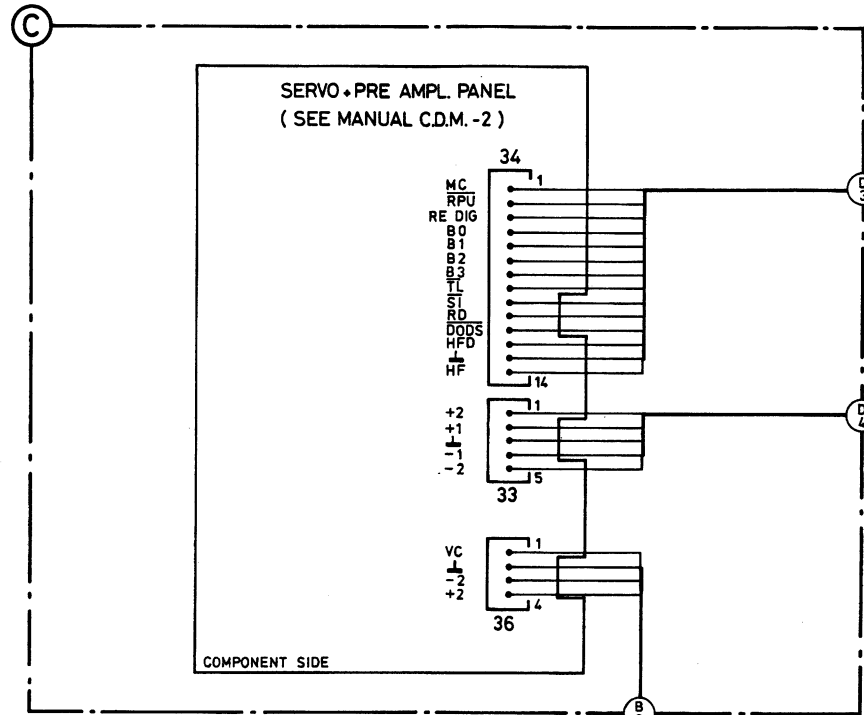 C
SERVO + PRE AMPL. PANEL
( SEE MANUAL C.D.M. -2 )
34
MC 1
RPU
RE DIG
B0
B1
B2
B3
TL
SI
RD
DODS
HFD
HF 14
+2 1
+1
-1
-2 5
33
VC 1
-2
+2 4
36
COMPONENT SIDE
D
3
D
4
B